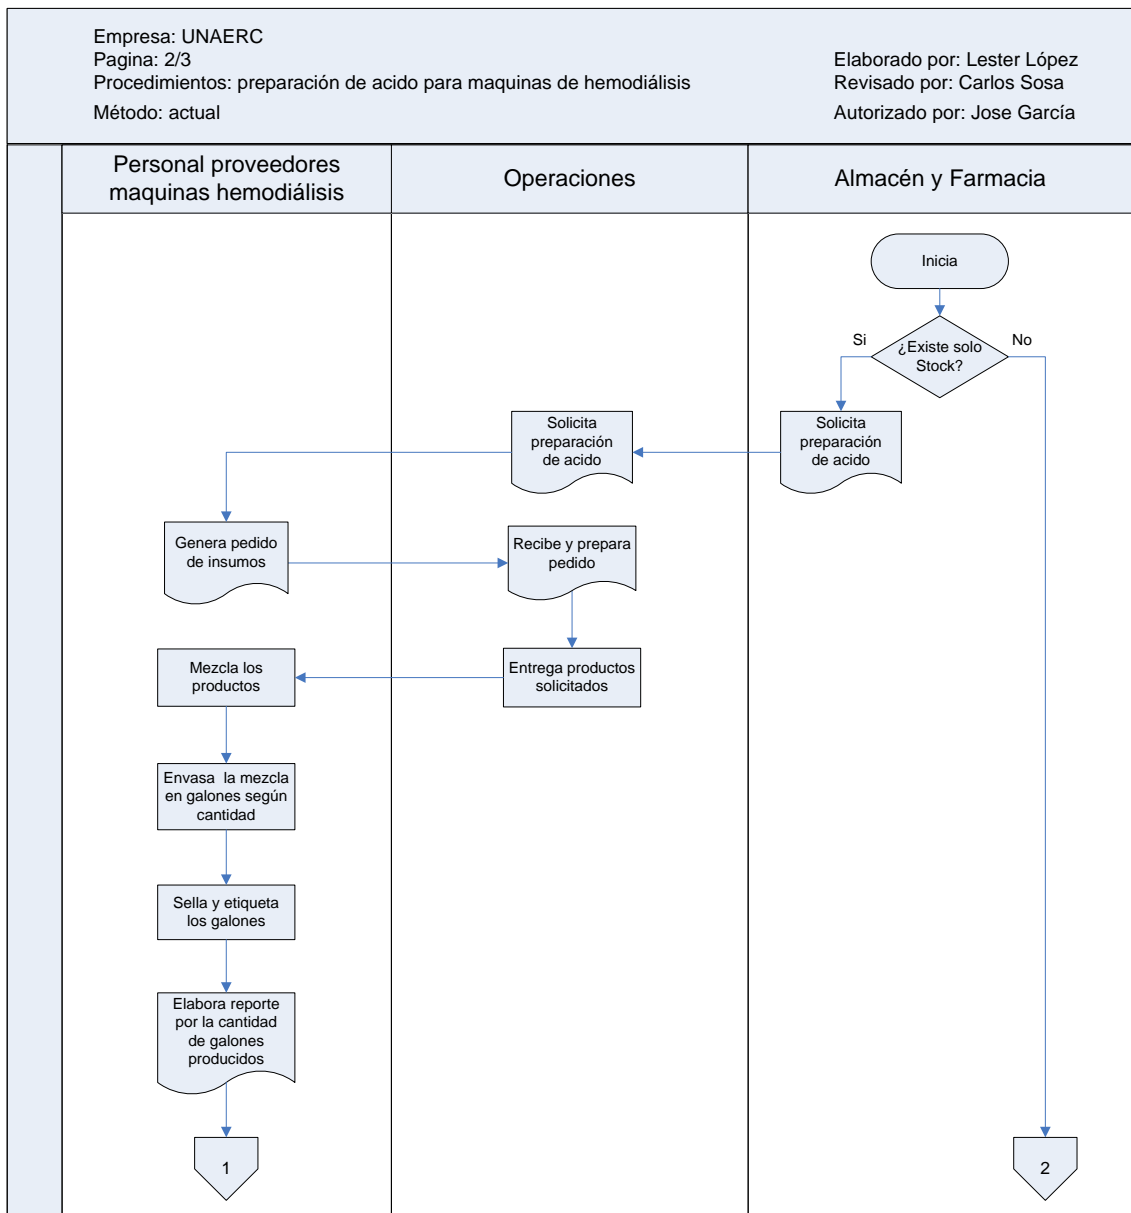 Empresa: UNAERC
Pagina: 2/3
Procedimientos: preparación de acido para maquinas de hemodiálisis
Método: actual
Elaborado por: Lester López
Revisado por: Carlos Sosa
Autorizado por: Jose García
Personal proveedores
maquinas hemodiálisis
Operaciones
Almacén y Farmacia
Inicia
¿Existe solo
Stock?
Si
No
Solicita
preparación
de acido
Solicita
preparación
de acido
Genera pedido
de insumos
Recibe y prepara
pedido
Entrega productos
solicitados
Mezcla los
productos
Envasa la mezcla
en galones según
cantidad
Sella y etiqueta
los galones
Elabora reporte
por la cantidad
de galones
producidos
1
2